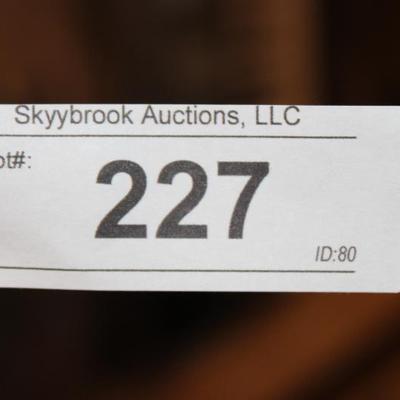 Skyybrook Auctions, LLC
ot#:
227
ID:80